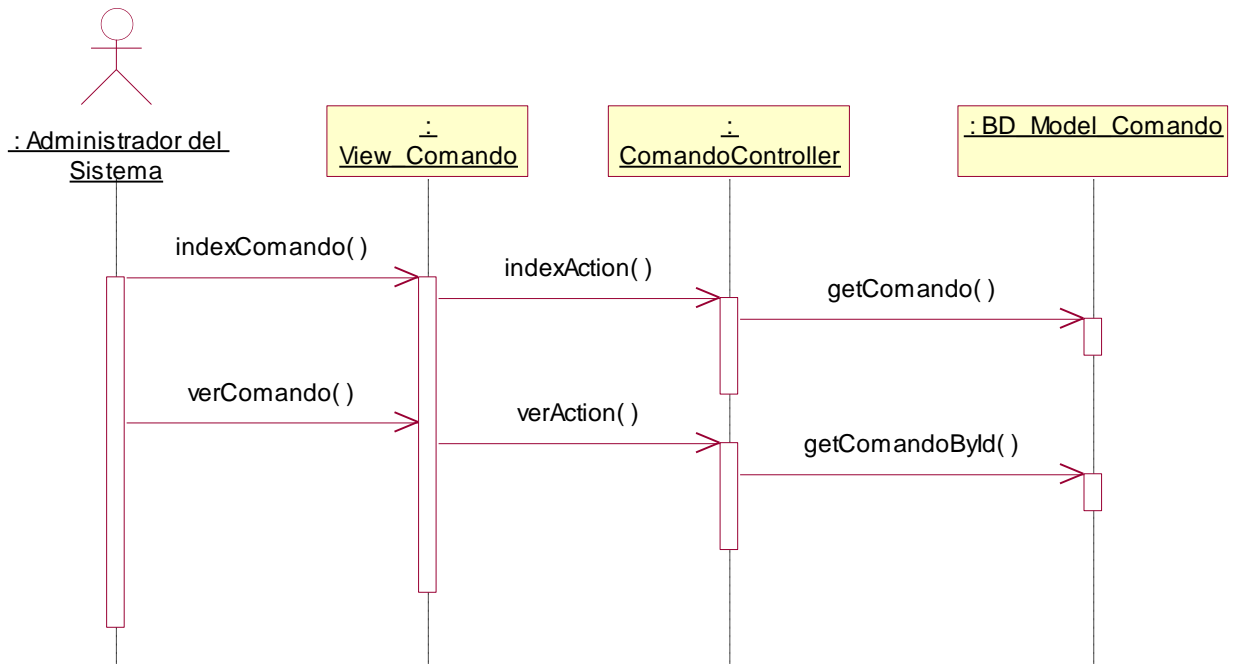 : Administrador del
Sistema
:
View_Comando
:
ComandoController
: BD_Model_Comando
indexComando( )
indexAction( )
getComando( )
verComando( )
verAction( )
getComandoById( )